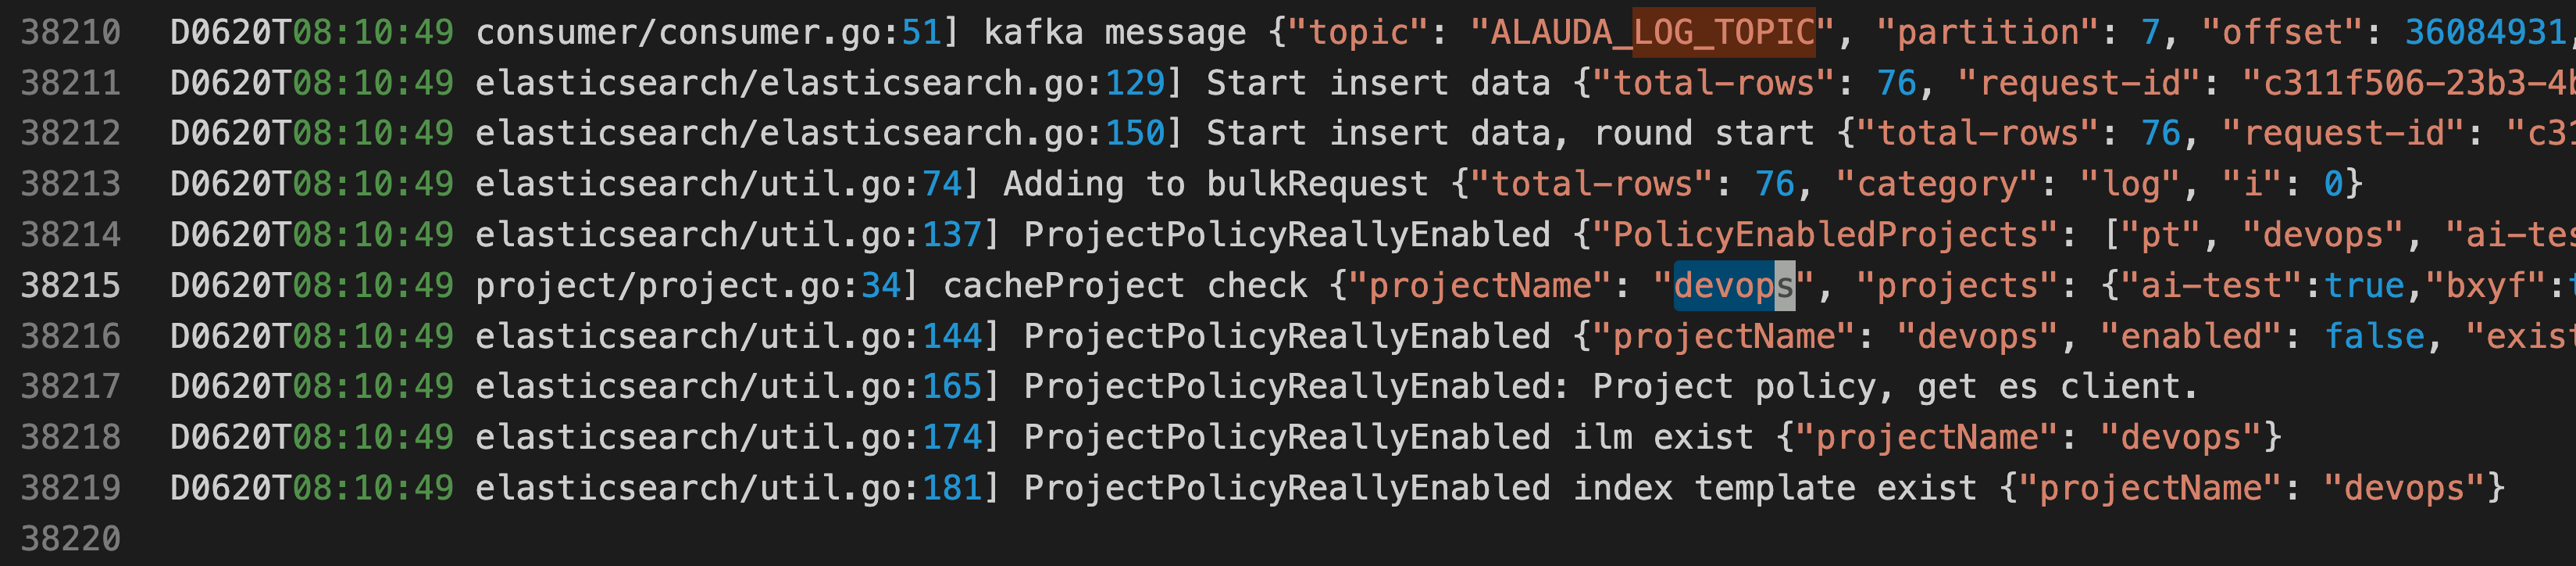 38210 D0620T08:10:49 consumer/consumer.go:51] kafka message {"topic": "ALAUDA_LOG_TOPIC", "partition": 7, "offset": 36084931,
38211 D0620T08:10:49 elasticsearch/elasticsearch.go:129] Start insert data {"total-rows": 76, "request-id": "c311f506-23b3-4b
38212 D0620T08:10:49 elasticsearch/elasticsearch.go:150] Start insert data, round start {"total-rows": 76, "request-id": "c31
38213 D0620T08:10:49 elasticsearch/util.go:74] Adding to bulkRequest {"total-rows": 76, "category": "log", "i": 0}
38214 D0620T08:10:49 elasticsearch/util.go:137] ProjectPolicyReallyEnabled {"PolicyEnabledProjects": ["pt", "devops", "ai-tes
38215 D0620T08:10:49 project/project.go:34] cacheProject check {"projectName": "devops", "projects": {"ai-test":true,"bxyf":t
38216 D0620T08:10:49 elasticsearch/util.go:144] ProjectPolicyReallyEnabled {"projectName": "devops", "enabled": false, "exist
38217 D0620T08:10:49 elasticsearch/util.go:165] ProjectPolicyReallyEnabled: Project policy, get es client.
38218 D0620T08:10:49 elasticsearch/util.go:174] ProjectPolicyReallyEnabled ilm exist {"projectName": "devops"}
38219 D0620T08:10:49 elasticsearch/util.go:181] ProjectPolicyReallyEnabled index template exist {"projectName": "devops"}
38220